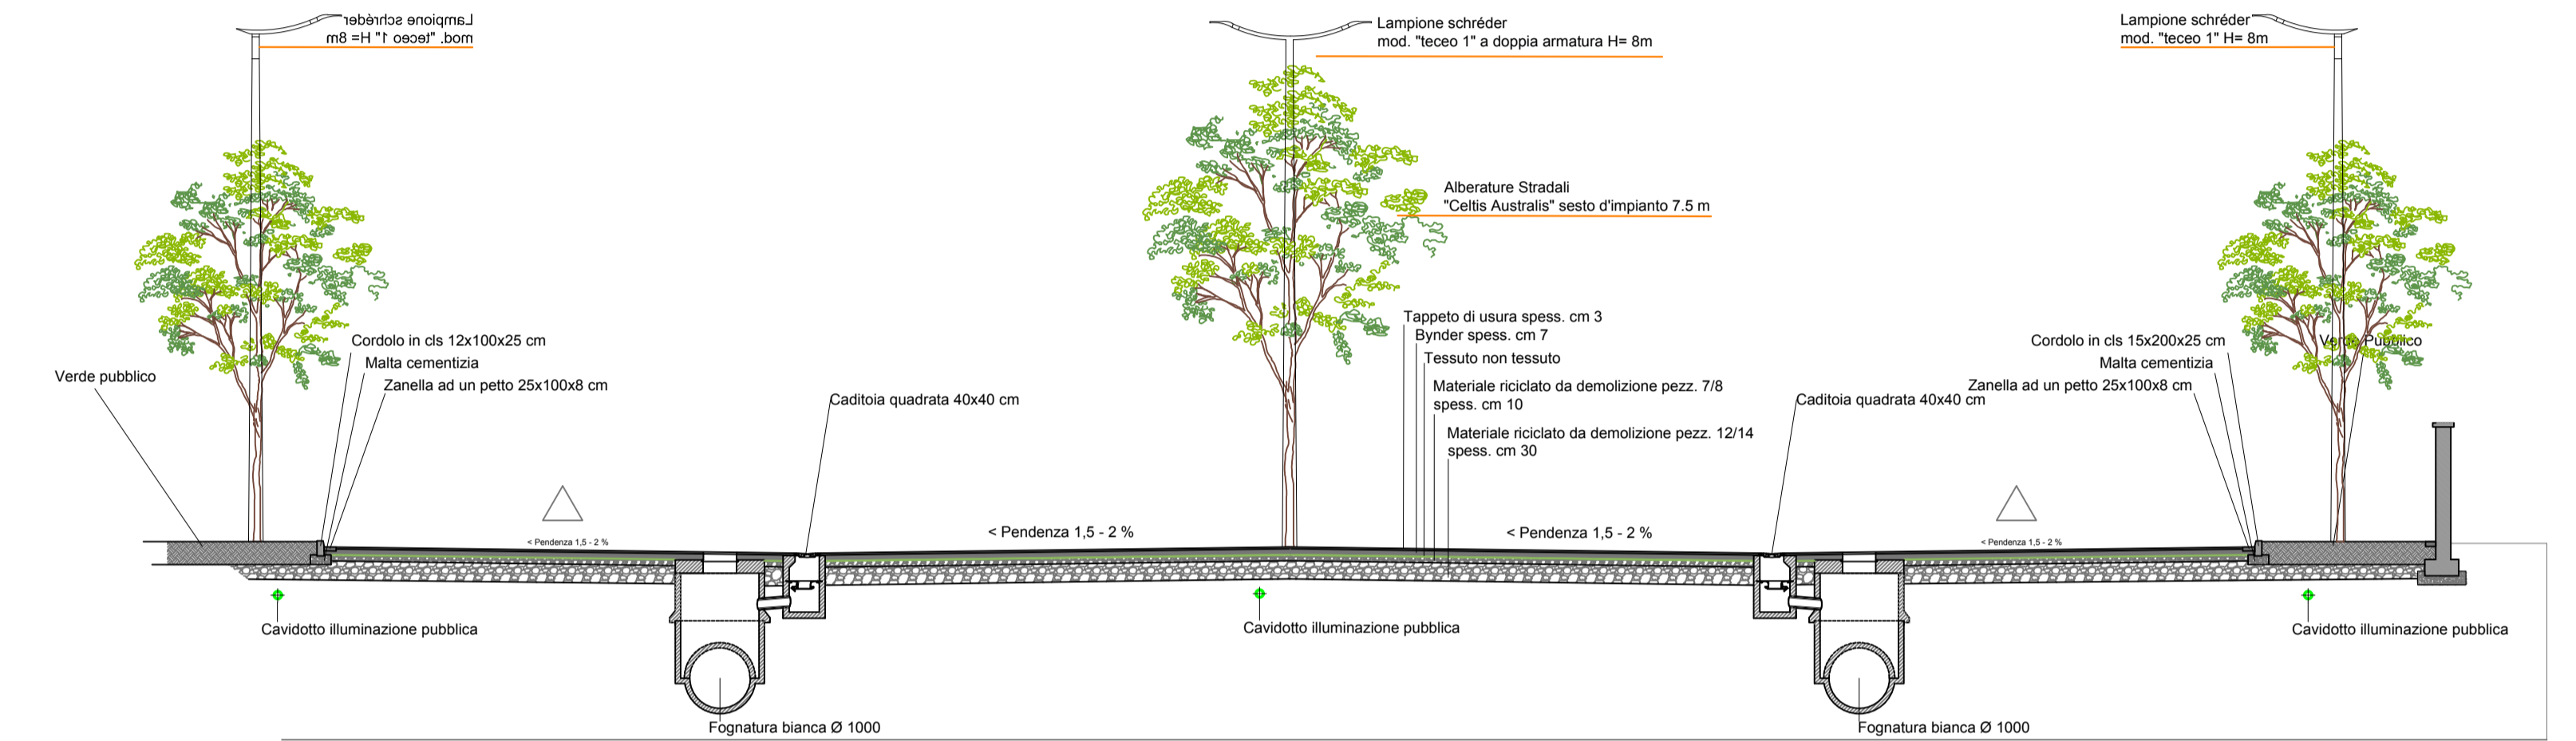 Lampione schréder
mod. "teceo 1" H= 8m
Lampione schréder
mod. "teceo 1" a doppia armatura H= 8m
Lampione schréder
mod. "teceo 1" H= 8m
Alberature Stradali
"Celtis Australis" sesto d'impianto 7.5 m
Verde pubblico
Cordolo in cls 12x100x25 cm
Malta cementizia
Zanella ad un petto 25x100x8 cm
Caditoia quadrata 40x40 cm
Tappeto di usura spess. cm 3
Bynder spess. cm 7
Tessuto non tessuto
Materiale riciclato da demolizione pezz. 7/8
spess. cm 10
Materiale riciclato da demolizione pezz. 12/14
spess. cm 30
Cordolo in cls 15x200x25 cm
Malta cementizia
Zanella ad un petto 25x100x8 cm
Caditoia quadrata 40x40 cm
Verde Pubblico
< Pendenza 1,5 - 2 %
< Pendenza 1,5 - 2 %
< Pendenza 1,5 - 2 %
< Pendenza 1,5 - 2 %
Cavidotto illuminazione pubblica
Cavidotto illuminazione pubblica
Cavidotto illuminazione pubblica
Fognatura bianca Ø 1000
Fognatura bianca Ø 1000